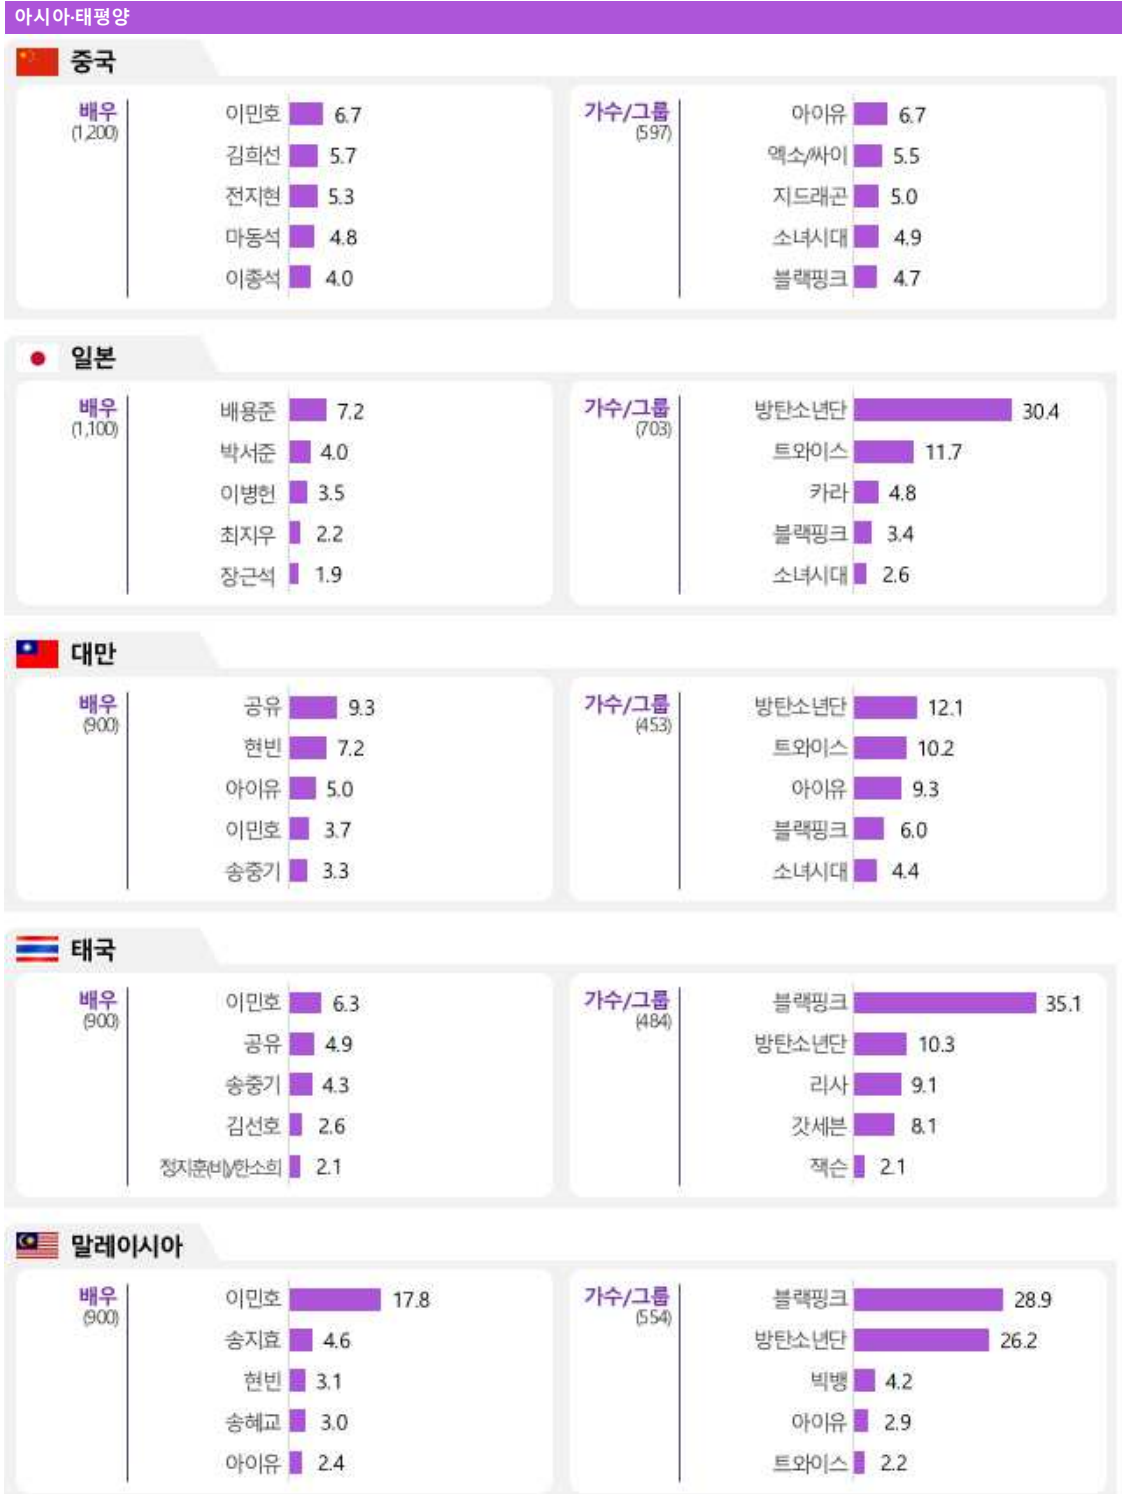 아시아·태평양
중국
배우
(1,200)
이민호 6.7
김희선 5.7
전지현 5.3
마동석 4.8
이종석 4.0
가수/그룹
(597)
아이유 6.7
엑소/싸이 5.5
지드래곤 5.0
소녀시대 4.9
블랙핑크 4.7
일본
배우
(1,100)
배용준 7.2
박서준 4.0
이병헌 3.5
최지우 2.2
장근석 1.9
가수/그룹
(703)
방탄소년단 30.4
트와이스 11.7
카라 4.8
블랙핑크 3.4
소녀시대 2.6
대만
배우
(900)
공유 9.3
현빈 7.2
아이유 5.0
이민호 3.7
송중기 3.3
가수/그룹
(453)
방탄소년단 12.1
트와이스 10.2
아이유 9.3
블랙핑크 6.0
소녀시대 4.4
태국
배우
(900)
이민호 6.3
공유 4.9
송중기 4.3
김선호 2.6
정지훈(비)/한소희 2.1
가수/그룹
(484)
블랙핑크 35.1
방탄소년단 10.3
리사 9.1
갓세븐 8.1
잭슨 2.1
말레이시아
배우
(900)
이민호 17.8
송지효 4.6
현빈 3.1
송혜교 3.0
아이유 2.4
가수/그룹
(554)
블랙핑크 28.9
방탄소년단 26.2
빅뱅 4.2
아이유 2.9
트와이스 2.2